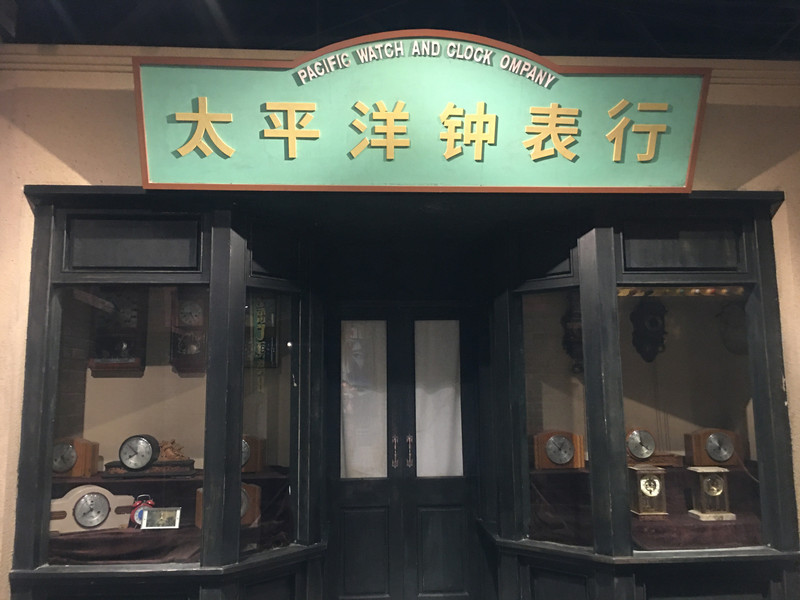 PACIFIC WATCH AND CLOCK OMPANY
太平洋钟表行